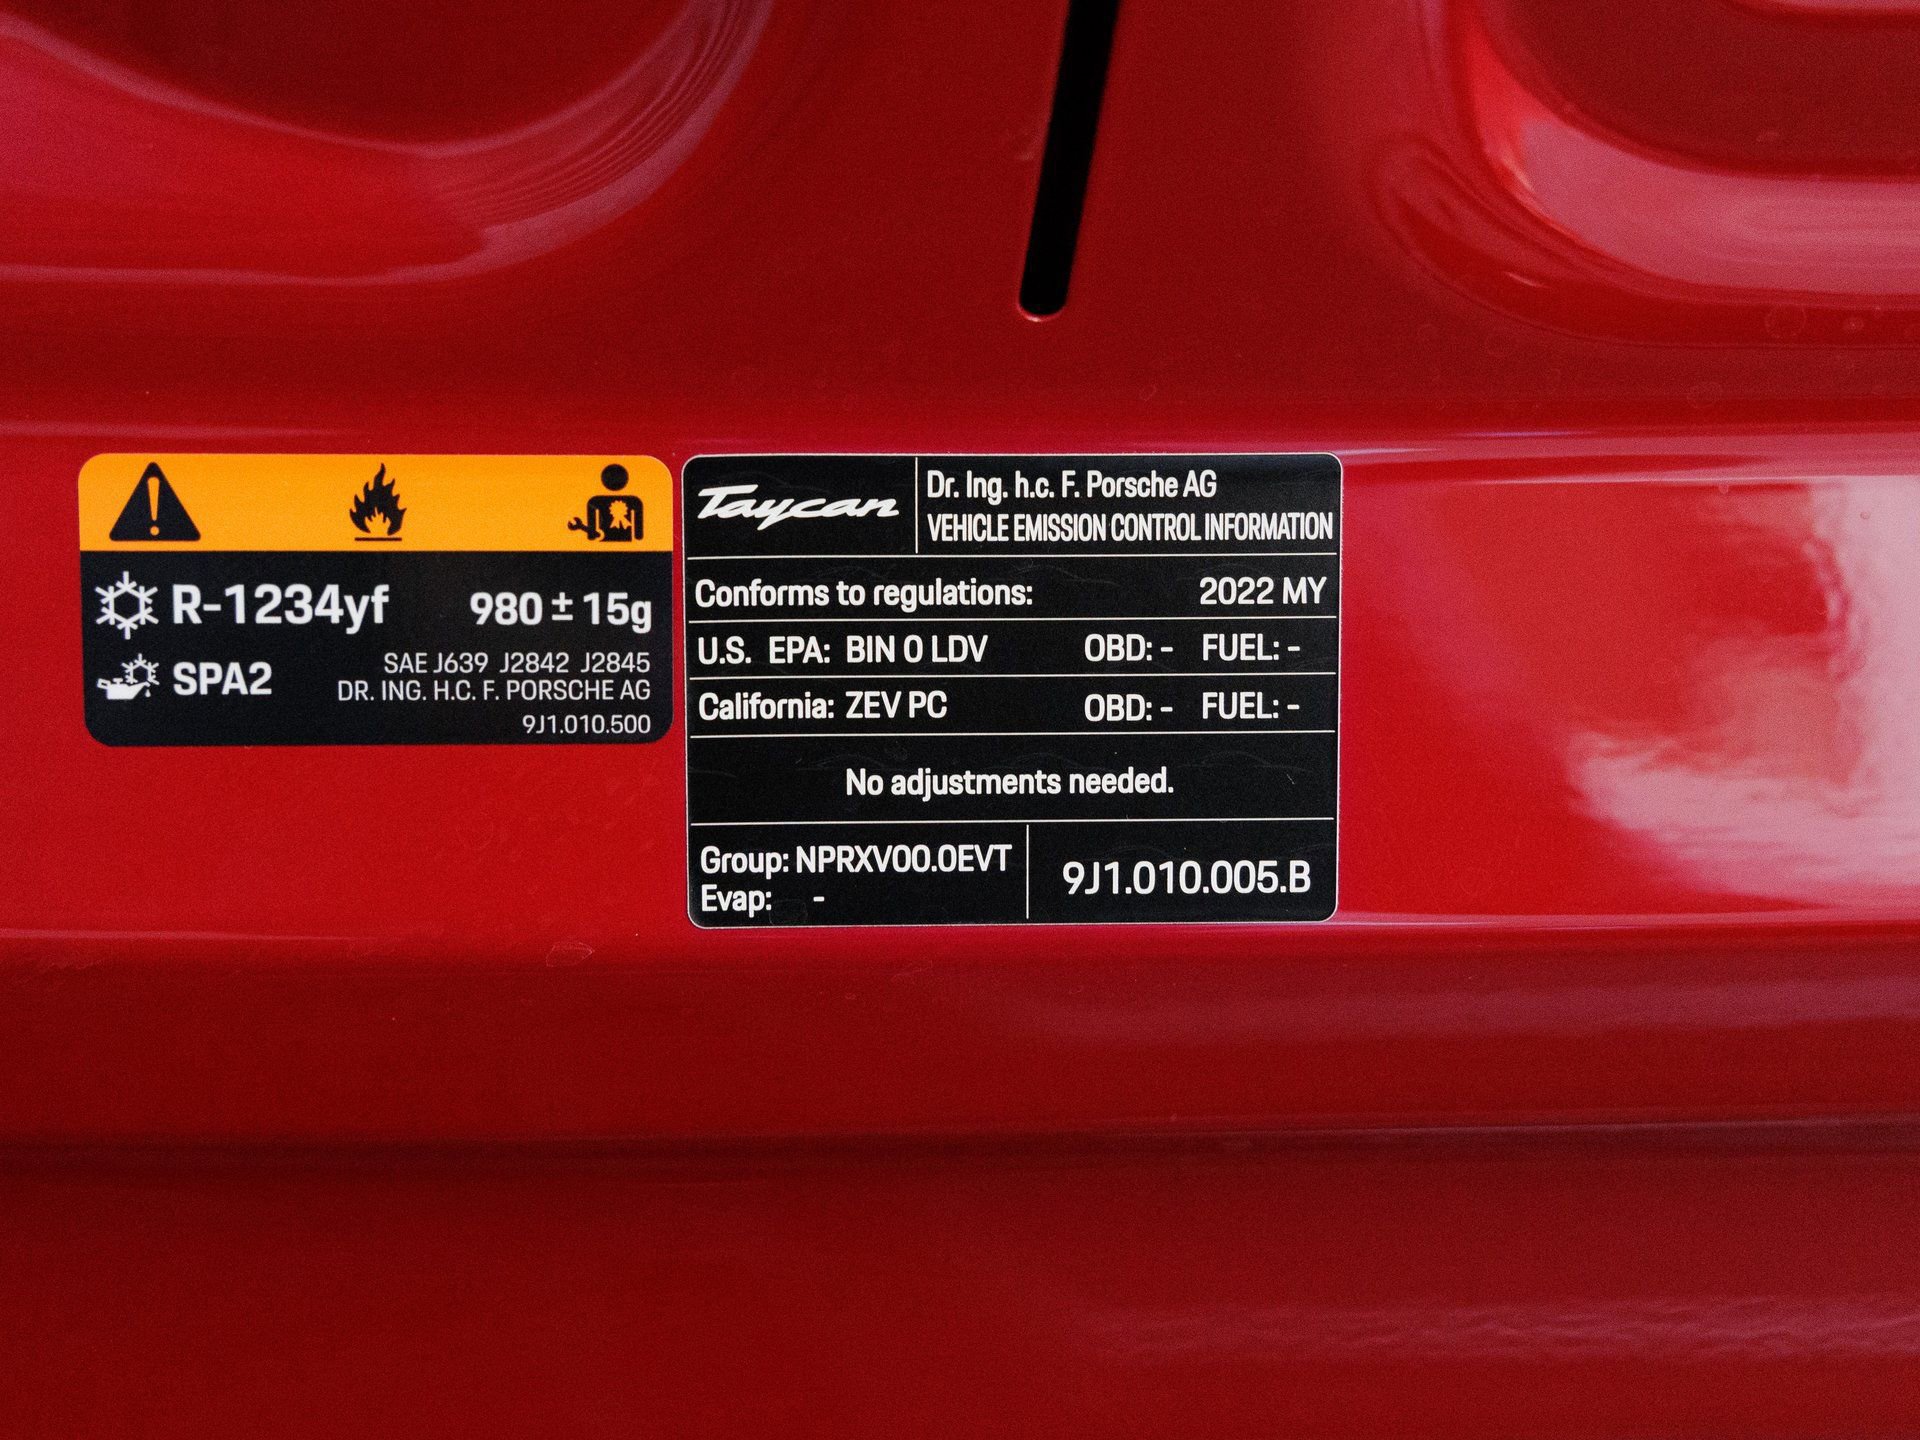 R-1234yf 980 ± 15g
SPA2 SAE J639 J2842 J2845
DR. ING. H.C. F. PORSCHE AG
9J1.010.500
Taycan
Dr. Ing. h.c. F. Porsche AG
VEHICLE EMISSION CONTROL INFORMATION
Conforms to regulations: 2022 MY
U.S. EPA: BIN 0 LDV OBD: - FUEL: -
California: ZEV PC OBD: - FUEL: -
No adjustments needed.
Group: NPRXV00.0EVT
Evap: -
9J1.010.005.B